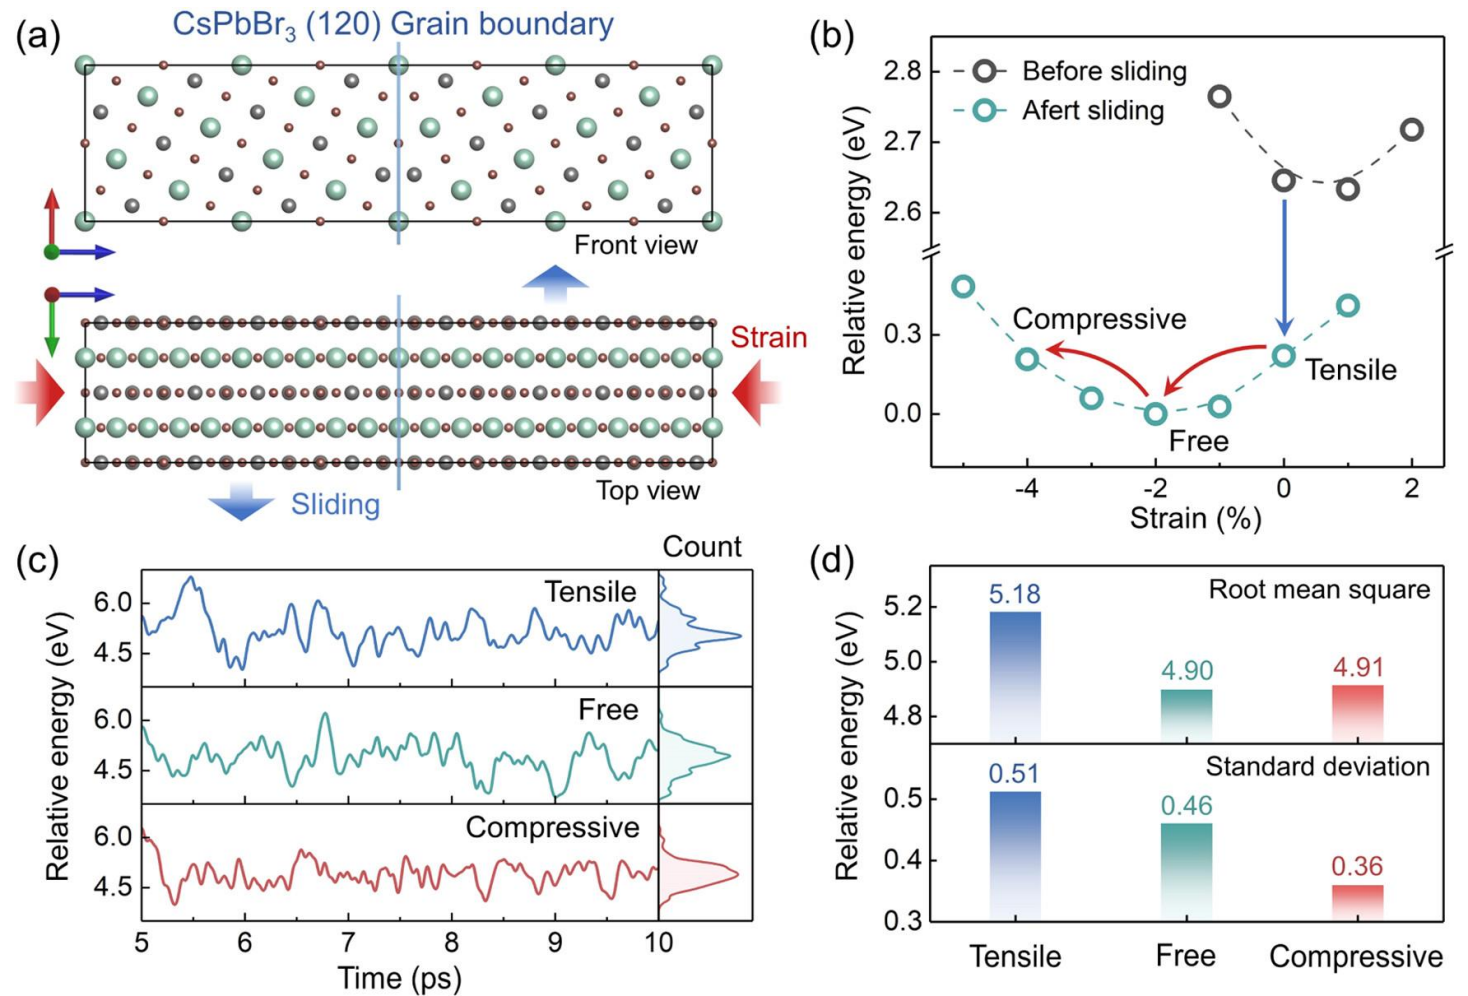 (a)
CsPbBr₃ (120) Grain boundary
Front view
Strain
Top view
Sliding
(b)
Relative energy (eV)
2.8
2.7
2.6
0.3
0.0
Before sliding
Afert sliding
Compressive
Tensile
Free
-4
-2
0
2
Strain (%)
(c)
Count
Relative energy (eV)
6.0
4.5
Tensile
6.0
4.5
Free
6.0
4.5
Compressive
5
6
7
8
9
10
Time (ps)
(d)
Relative energy (eV)
5.2
5.0
4.8
Root mean square
5.18
4.90
4.91
0.5
0.4
0.3
Standard deviation
0.51
0.46
0.36
Tensile
Free
Compressive